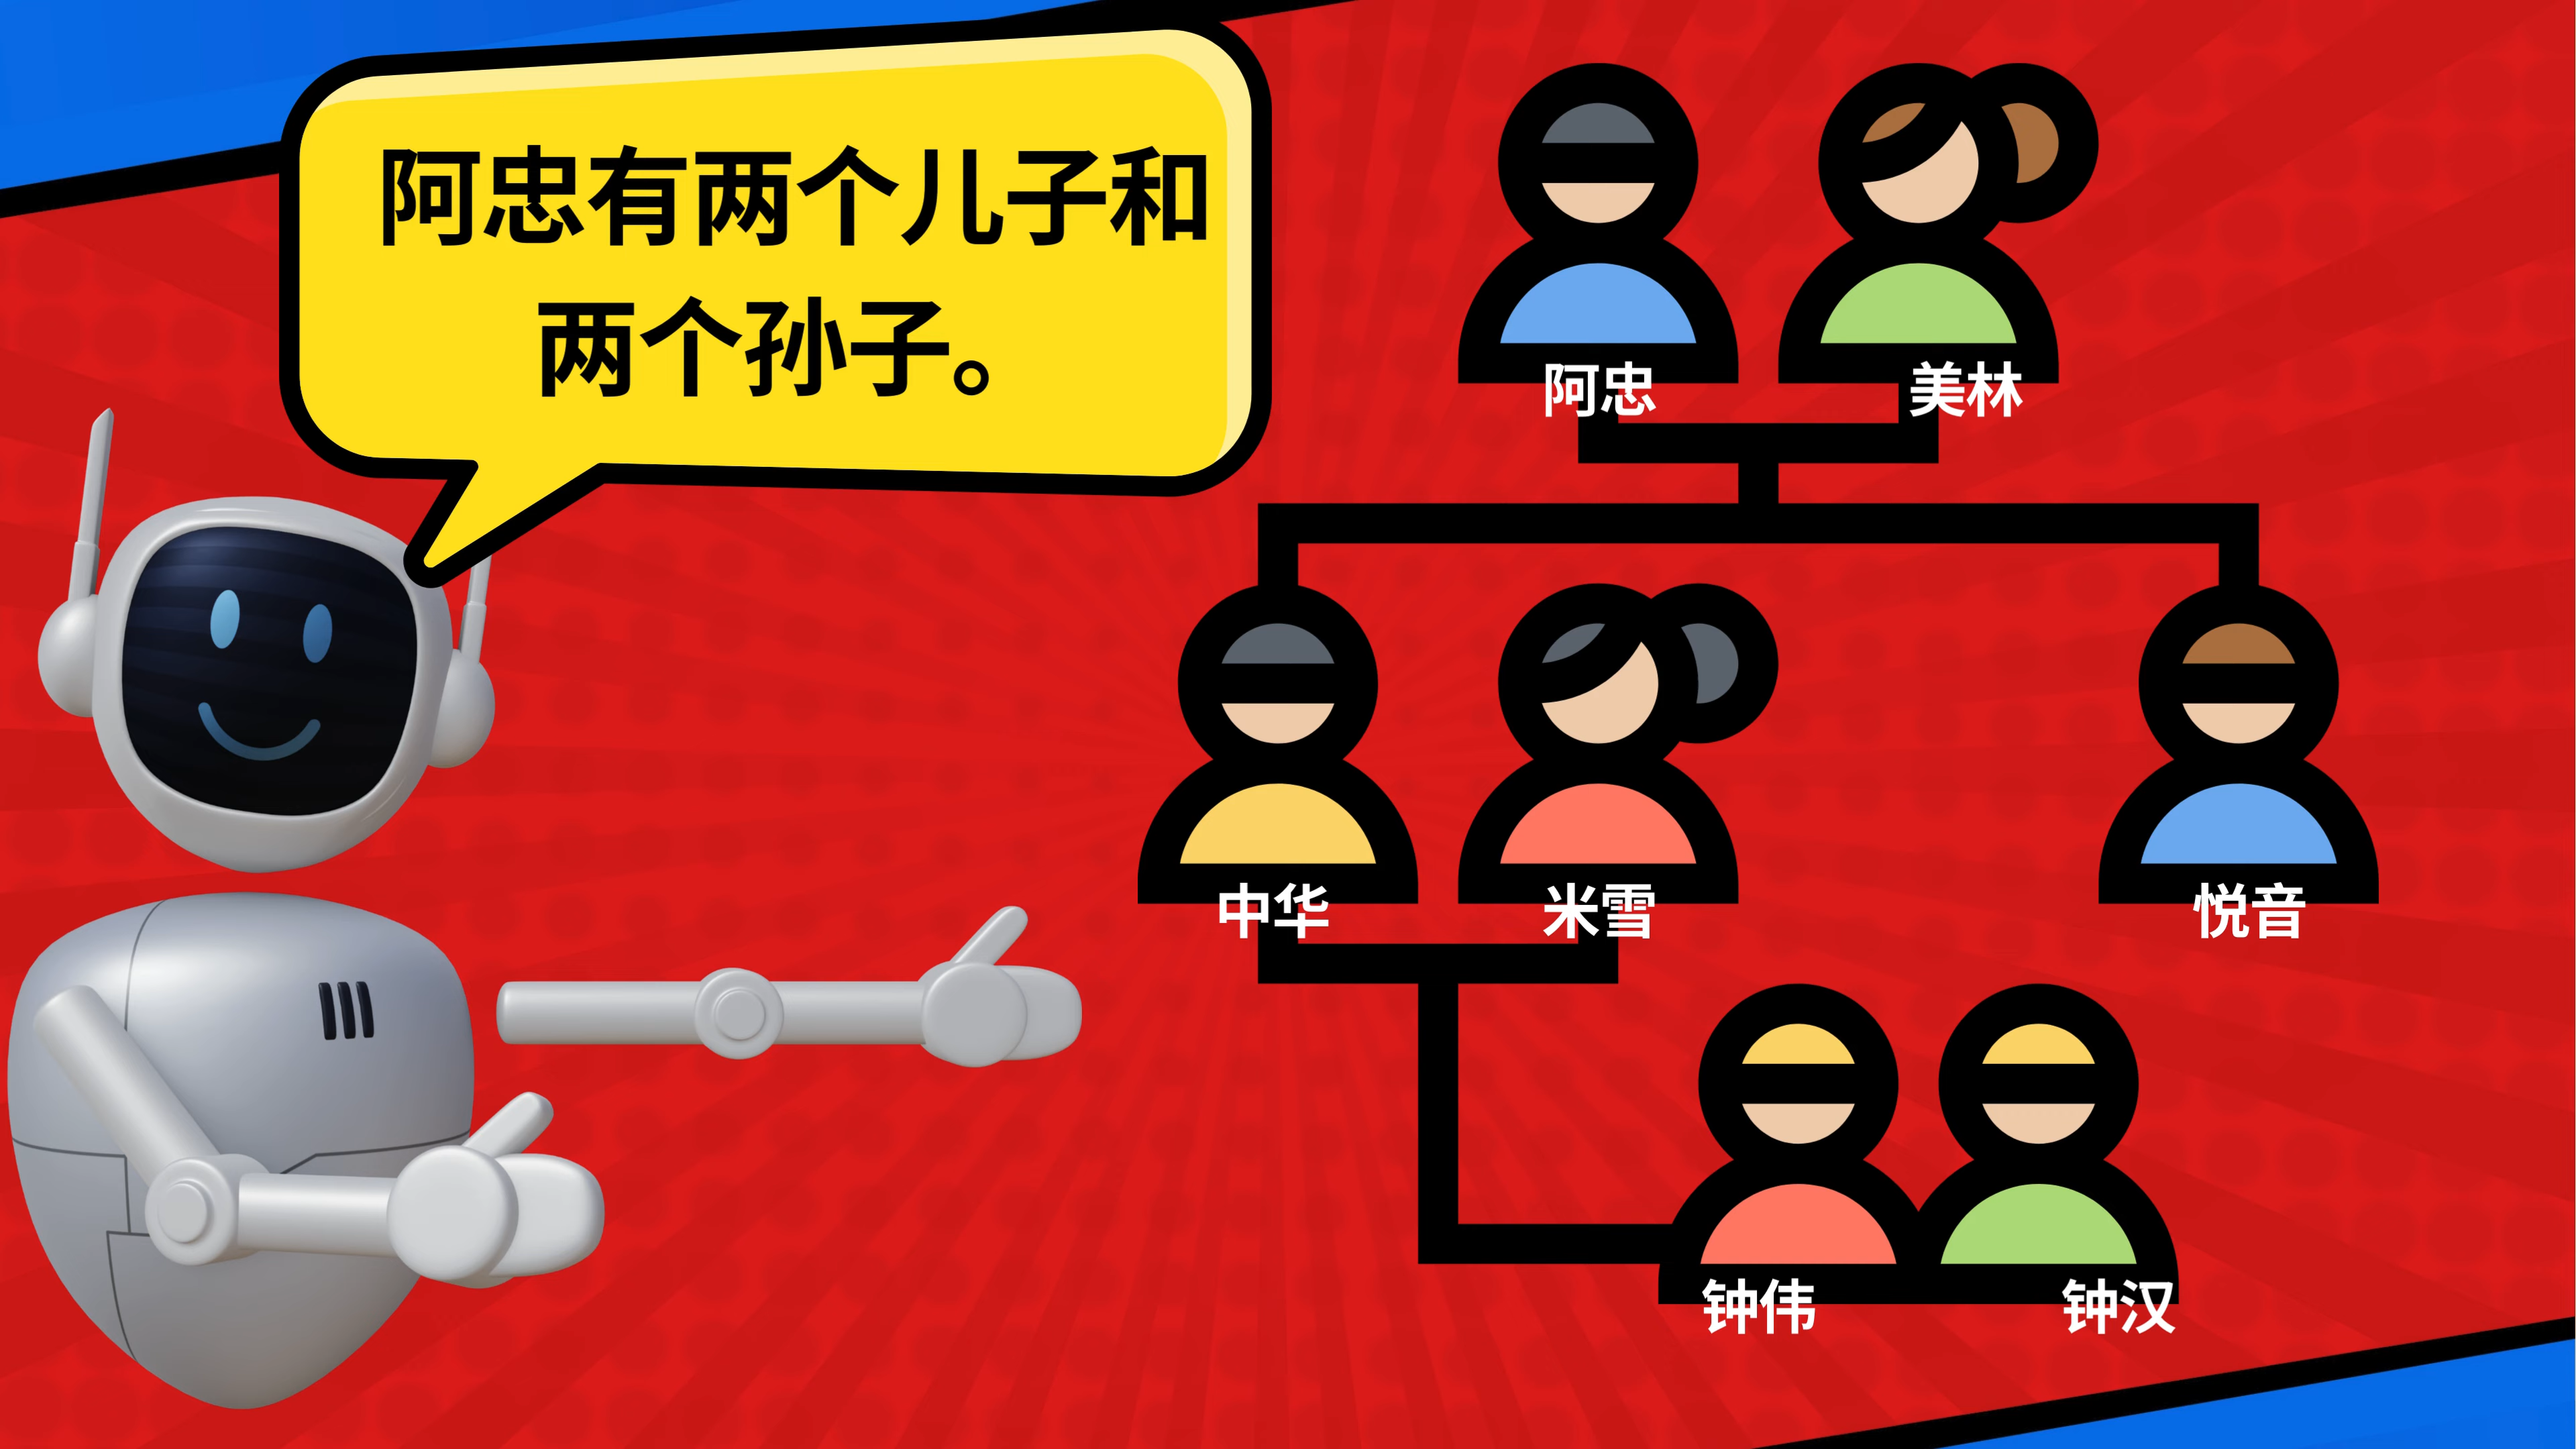 阿忠有两个儿子和
两个孙子。
阿忠
美林
中华
米雪
悦音
钟伟
钟汉